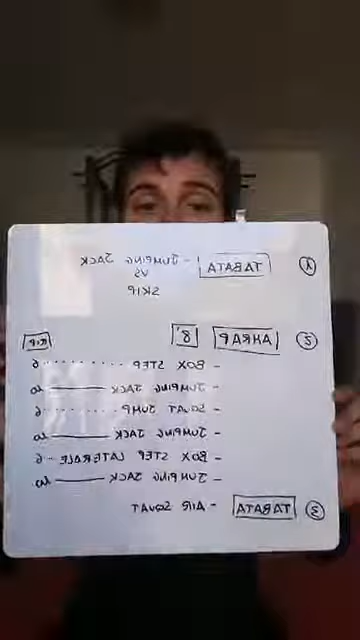 1 TABATA - JUMPING JACK
VS
SKIP
2 AMRAP 8' RIP
- BOX STEP ........ 6
- JUMPING JACK —— 10
- SQUAT JUMP ........ 6
- JUMPING JACK —— 10
- BOX STEP LATERALE - 6
- JUMPING JACK —— 10
3 TABATA - AIR SQUAT